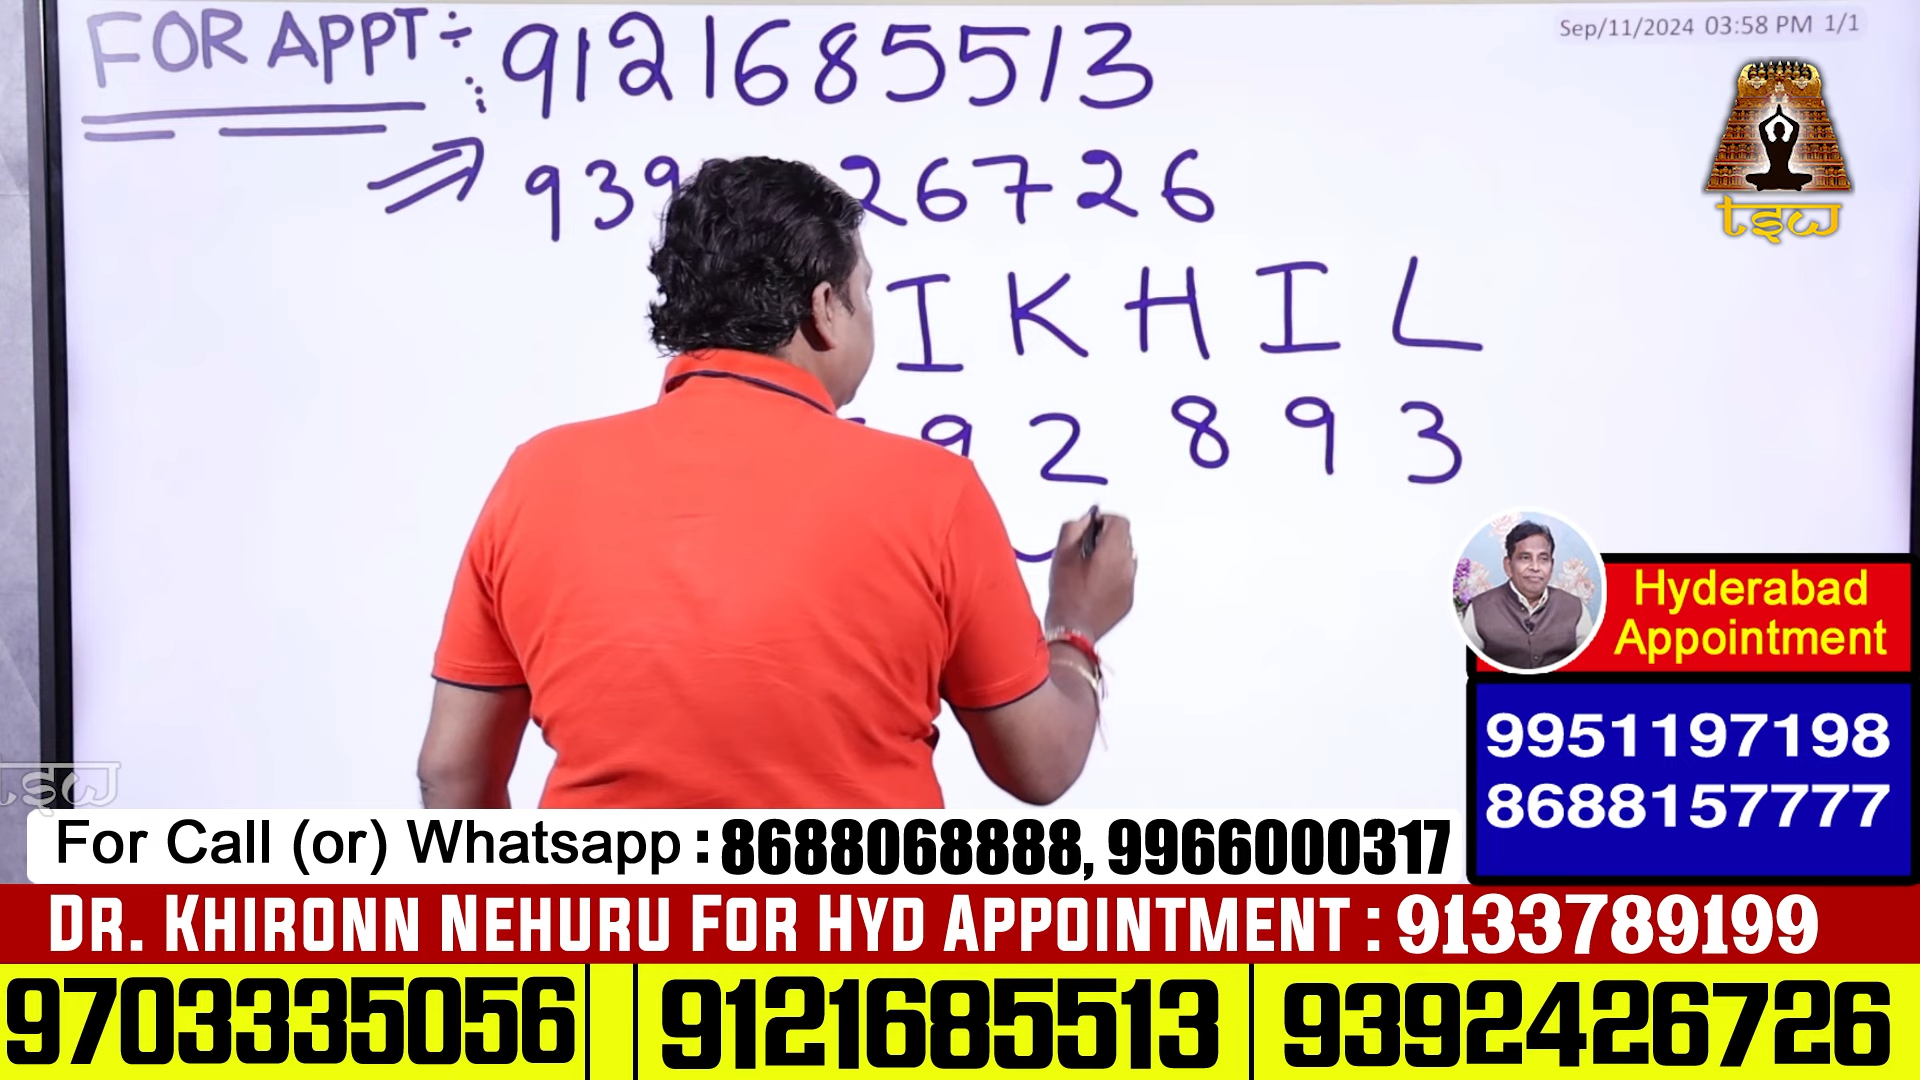 FOR APPT ÷ 9121685513
Sep/11/2024 03:58 PM 1/1
⇒ 939 26726
tsw
I K H I L
9 2 8 9 3
Hyderabad
Appointment
9951197198
8688157777
tsw
For Call (or) Whatsapp : 8688068888, 9966000317
DR. KHIRONN NEHURU FOR HYD APPOINTMENT : 9133789199
9703335056 9121685513 9392426726